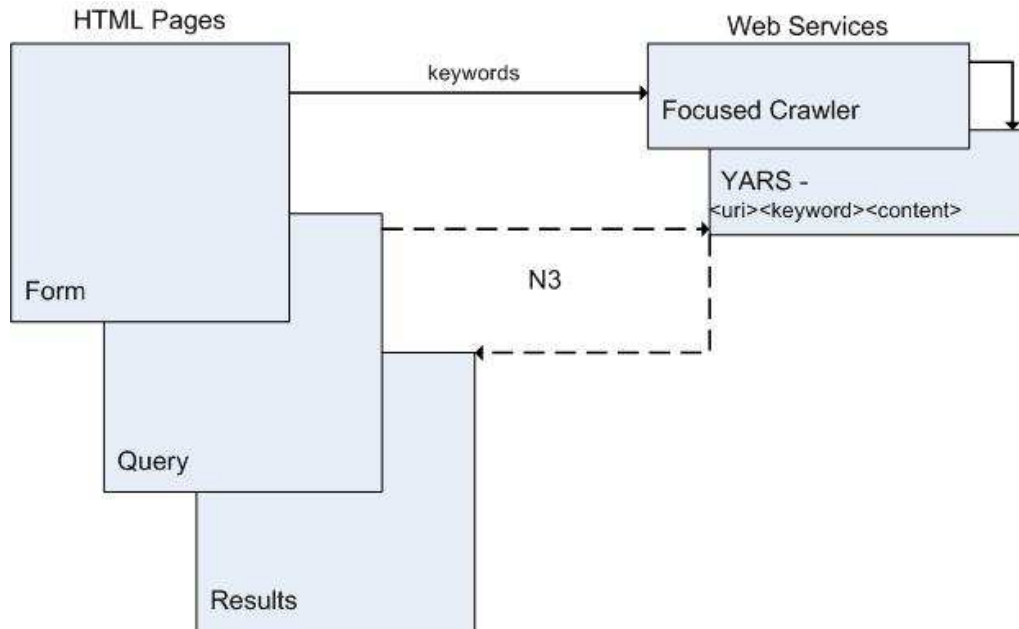 HTML Pages
Web Services
keywords
Focused Crawler
YARS -
<uri><keyword><content>
N3
Form
Query
Results